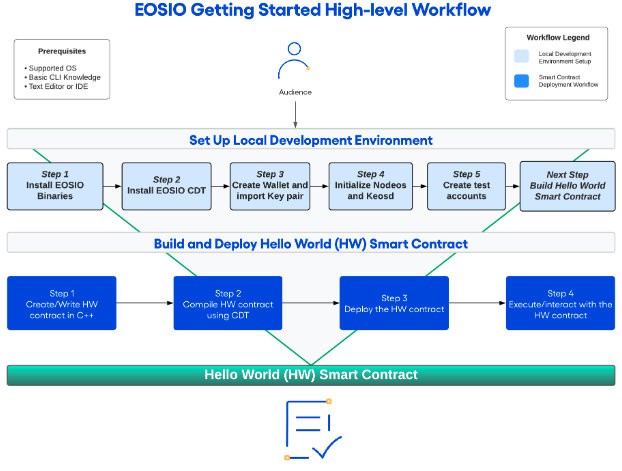 EOSIO Getting Started High-level Workflow
Prerequisites
• Supported OS
• Basic CLI Knowledge
• Text Editor or IDE
Audience
Workflow Legend
Local Development
Environment Setup
Smart Contract
Deployment Workflow
Set Up Local Development Environment
Step 1
Install EOSIO
Binaries
Step 2
Install EOSIO CDT
Step 3
Create Wallet and
import Key pair
Step 4
Initialize Nodeos
and Keosd
Step 5
Create test
accounts
Next Step
Build Hello World
Smart Contract
Build and Deploy Hello World (HW) Smart Contract
Step 1
Create/Write HW
contract in C++
Step 2
Compile HW contract
using CDT
Step 3
Deploy the HW contract
Step 4
Execute/interact with the
HW contract
Hello World (HW) Smart Contract